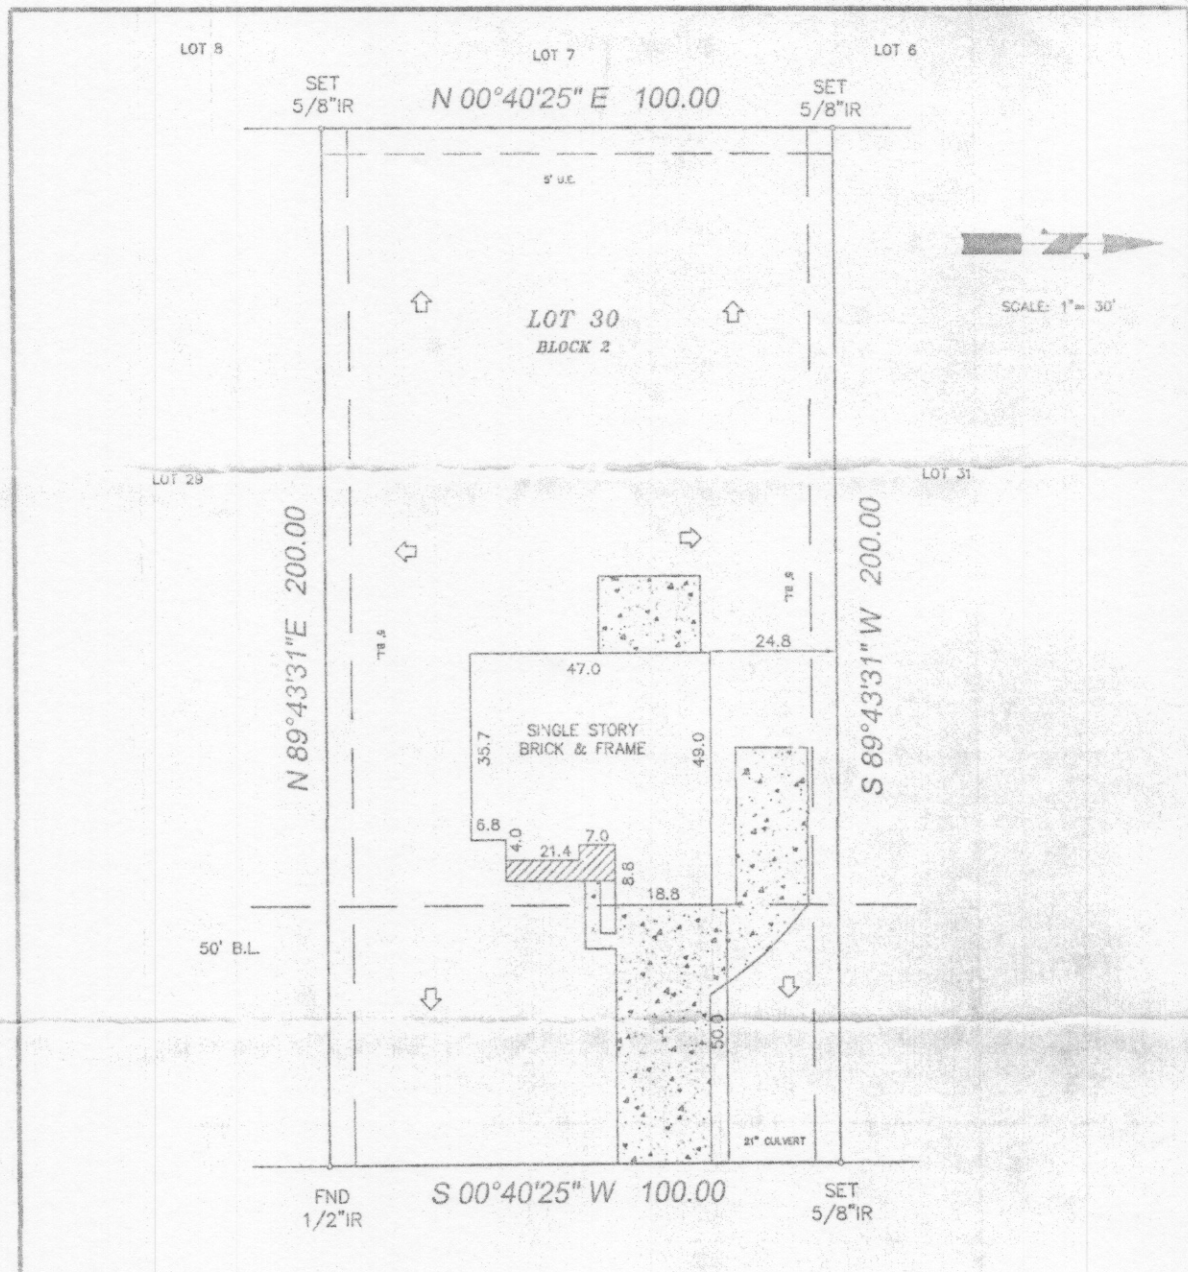 LOT 8
LOT 7
LOT 6
SET
5/8"IR
N 00°40'25" E 100.00
SET
5/8"IR
5' U.E.
LOT 30
BLOCK 2
SCALE: 1"= 30'
LOT 29
LOT 31
N 89°43'31"E 200.00
S 89°43'31" W 200.00
5' B.L.
5' B.L.
24.8
47.0
SINGLE STORY
BRICK & FRAME
35.7
49.0
6.8
4.0
21.4
7.0
8.8
18.8
50' B.L.
50.8
21" CULVERT
FND
1/2"IR
S 00°40'25" W 100.00
SET
5/8"IR